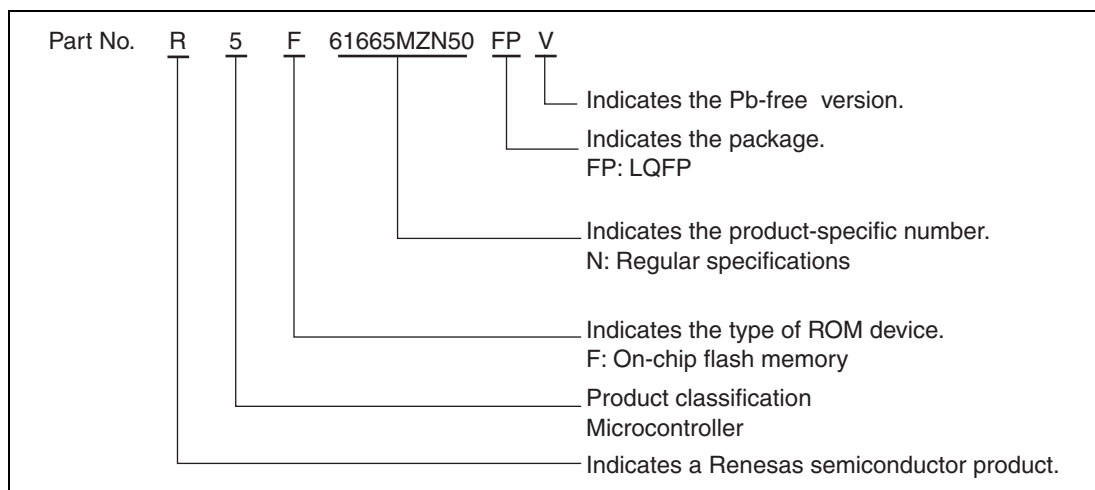 Part No. R 5 F 61665MZN50 FP V
Indicates the Pb-free version.
Indicates the package.
FP: LQFP
Indicates the product-specific number.
N: Regular specifications
Indicates the type of ROM device.
F: On-chip flash memory
Product classification
Microcontroller
Indicates a Renesas semiconductor product.